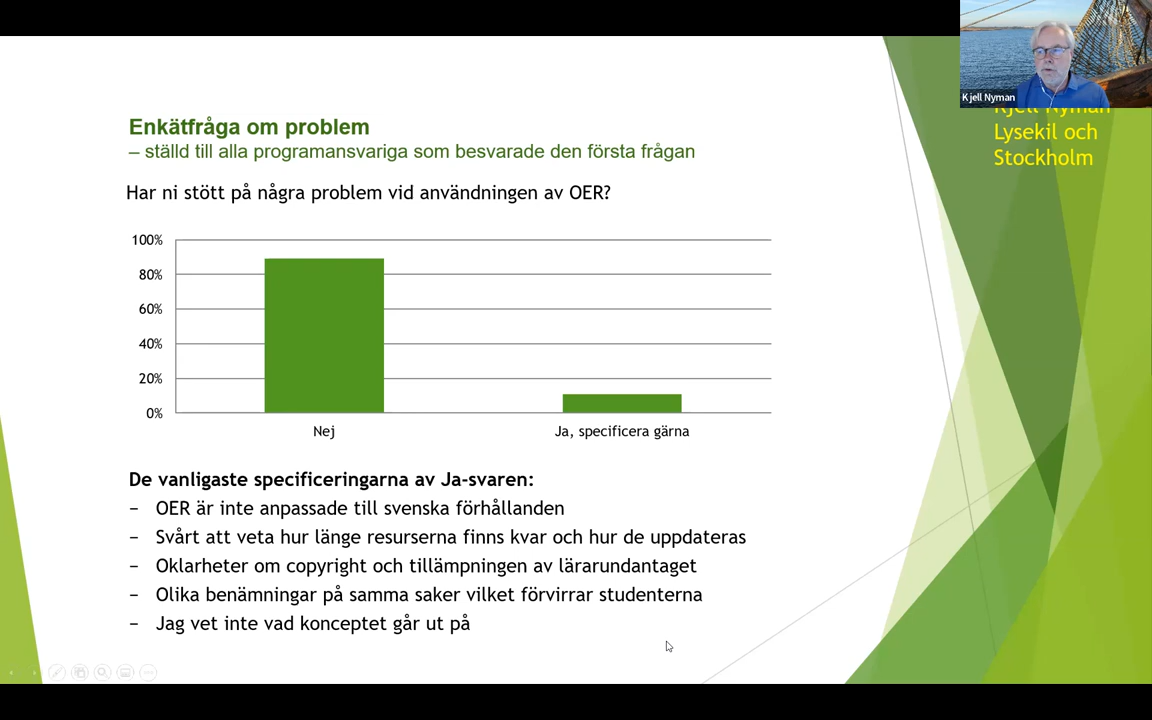 Kjell Nyman
Kjell Nyman
Lysekil och
Stockholm
Enkätfråga om problem
– ställd till alla programansvariga som besvarade den första frågan
Har ni stött på några problem vid användningen av OER?
100%
80%
60%
40%
20%
0%
Nej
Ja, specificera gärna
De vanligaste specificeringarna av Ja-svaren:
– OER är inte anpassade till svenska förhållanden
– Svårt att veta hur länge resurserna finns kvar och hur de uppdateras
– Oklarheter om copyright och tillämpningen av lärarundantaget
– Olika benämningar på samma saker vilket förvirrar studenterna
– Jag vet inte vad konceptet går ut på